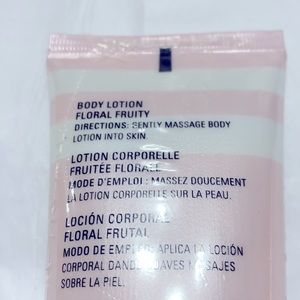 BODY LOTION
FLORAL FRUITY
DIRECTIONS: GENTLY MASSAGE BODY
LOTION INTO SKIN.
LOTION CORPORELLE
FRUITÉE FLORALE
MODE D'EMPLOI : MASSEZ DOUCEMENT
LA LOTION CORPORELLE SUR LA PEAU.
LOCIÓN CORPORAL
FLORAL FRUTAL
MODO DE EMPLEO: APLICA LA LOCIÓN
CORPORAL DANDO SUAVES MASAJES
SOBRE LA PIEL.